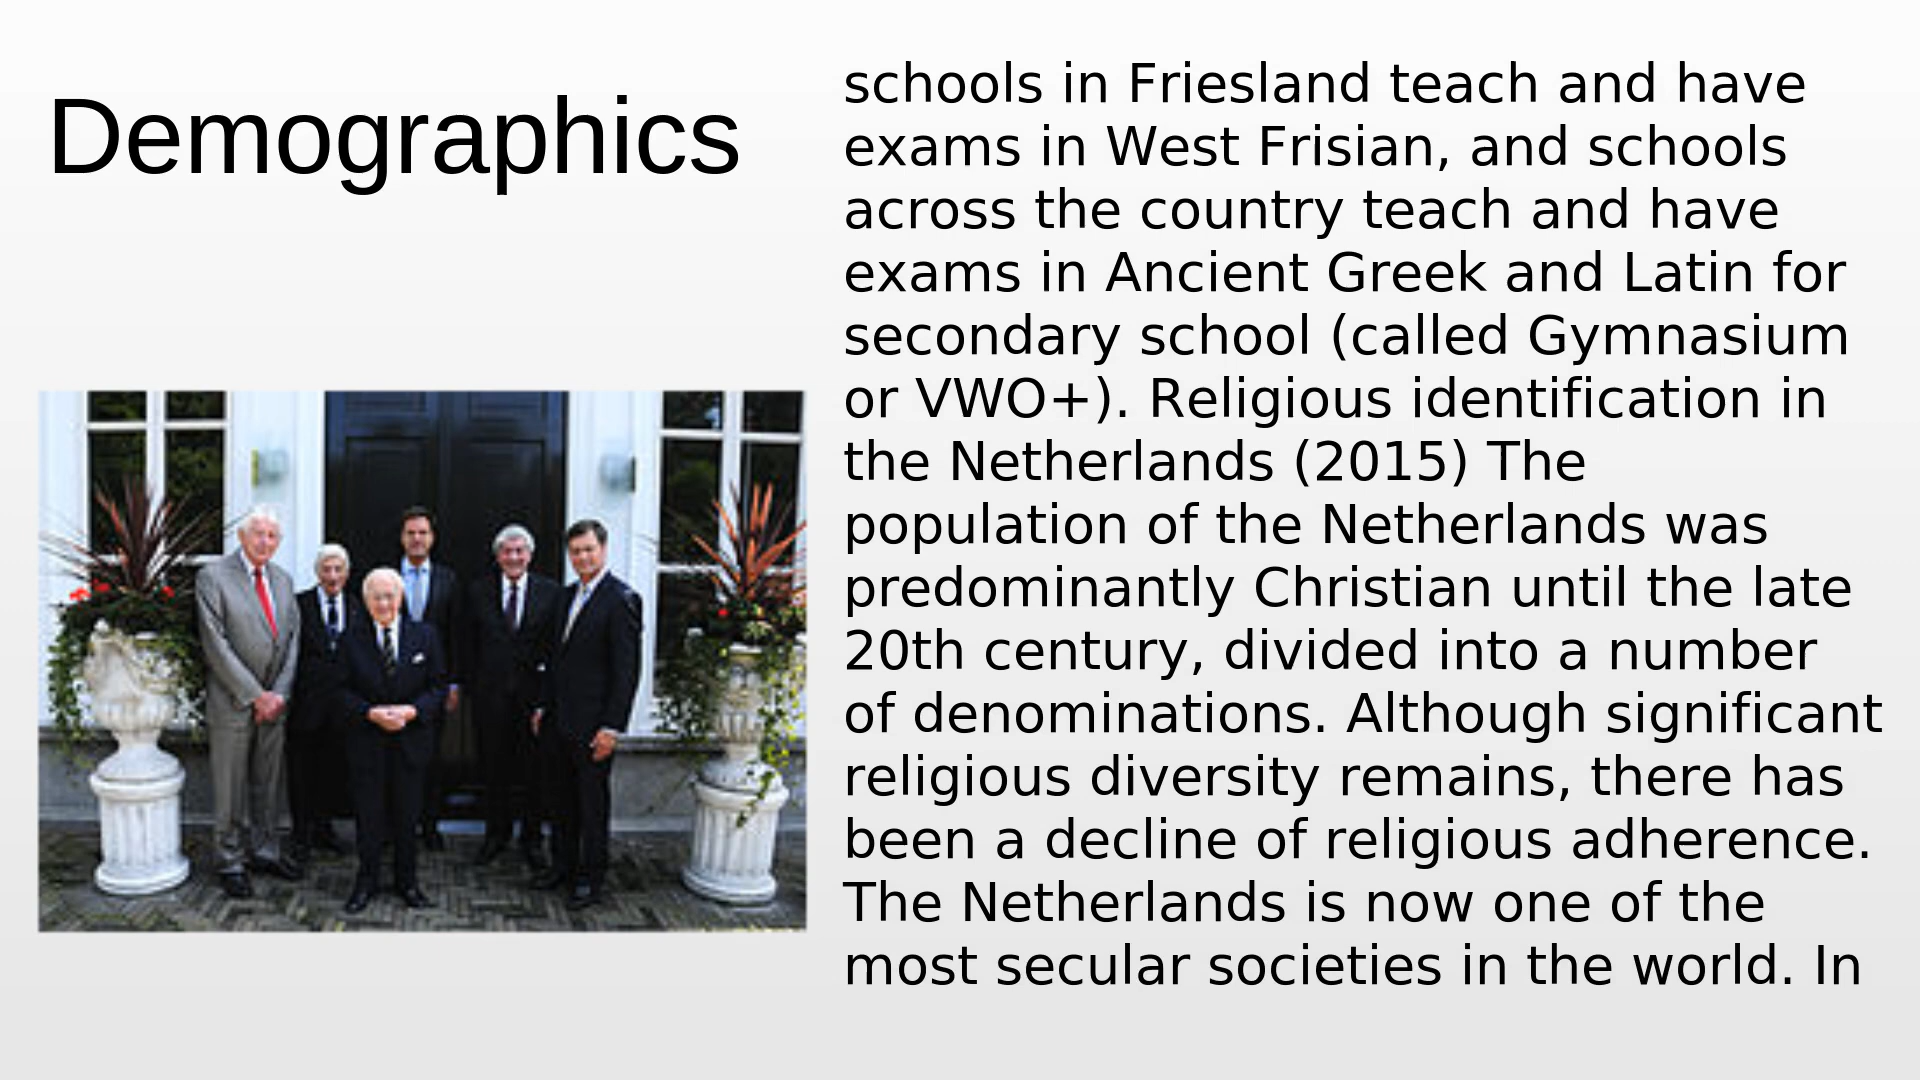 Demographics
schools in Friesland teach and have
exams in West Frisian, and schools
across the country teach and have
exams in Ancient Greek and Latin for
secondary school (called Gymnasium
or VWO+). Religious identification in
the Netherlands (2015) The
population of the Netherlands was
predominantly Christian until the late
20th century, divided into a number
of denominations. Although significant
religious diversity remains, there has
been a decline of religious adherence.
The Netherlands is now one of the
most secular societies in the world. In